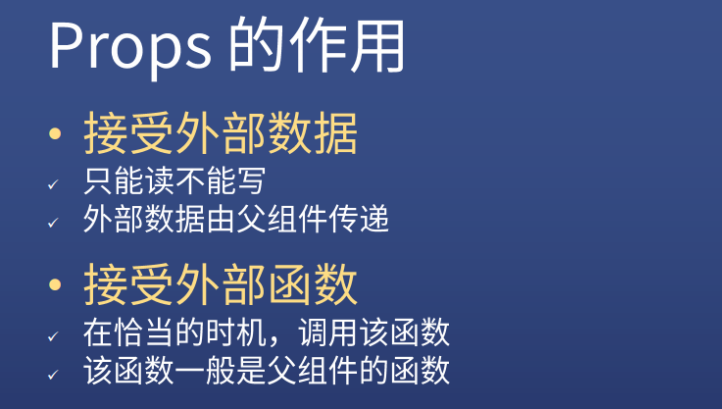 Props 的作用
• 接受外部数据
✓ 只能读不能写
✓ 外部数据由父组件传递
• 接受外部函数
✓ 在恰当的时机，调用该函数
✓ 该函数一般是父组件的函数